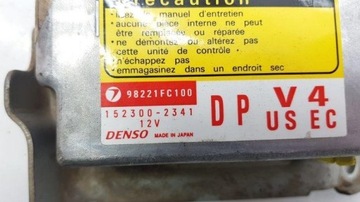 Précaution
• lisez le manuel d'entretien
• aucune pièce interne ne peut
être remplacée ou réparée
• ne démontez ou altérez pas
cette unité de contrôle
• n'échappez pas
• emmagasinez dans un endroit sec
7 98221FC100
152300-2341
12V
DENSO MADE IN JAPAN
DP V4
US EC